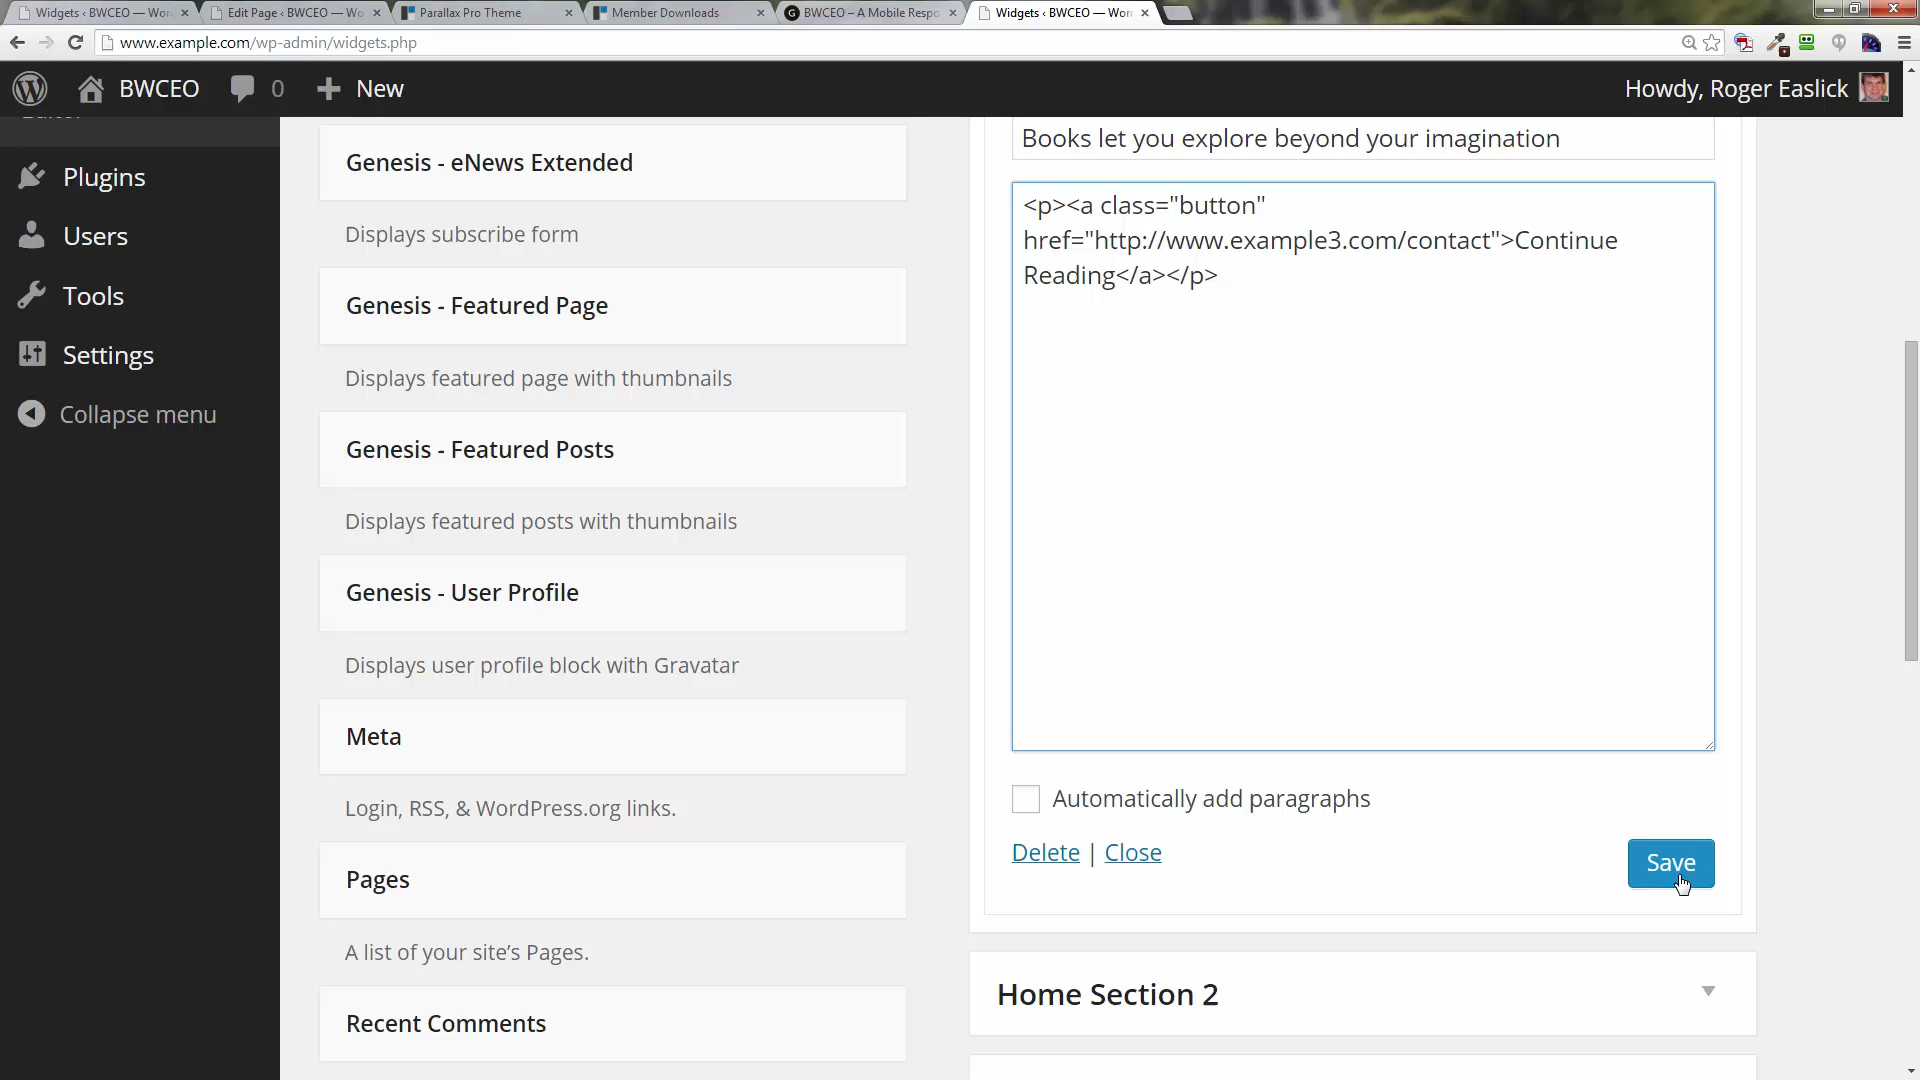 Widgets ‹ BWCEO — Wor
Edit Page ‹ BWCEO — Wo
Parallax Pro Theme
Member Downloads
BWCEO – A Mobile Respo
Widgets ‹ BWCEO — Wor
www.example.com/wp-admin/widgets.php
BWCEO
0
New
Howdy, Roger Easlick
Plugins
Users
Tools
Settings
Collapse menu
Genesis - eNews Extended
Displays subscribe form
Genesis - Featured Page
Displays featured page with thumbnails
Genesis - Featured Posts
Displays featured posts with thumbnails
Genesis - User Profile
Displays user profile block with Gravatar
Meta
Login, RSS, & WordPress.org links.
Pages
A list of your site’s Pages.
Recent Comments
Books let you explore beyond your imagination
<p><a class="button"
href="http://www.example3.com/contact">Continue
Reading</a></p>
Automatically add paragraphs
Delete | Close
Save
Home Section 2